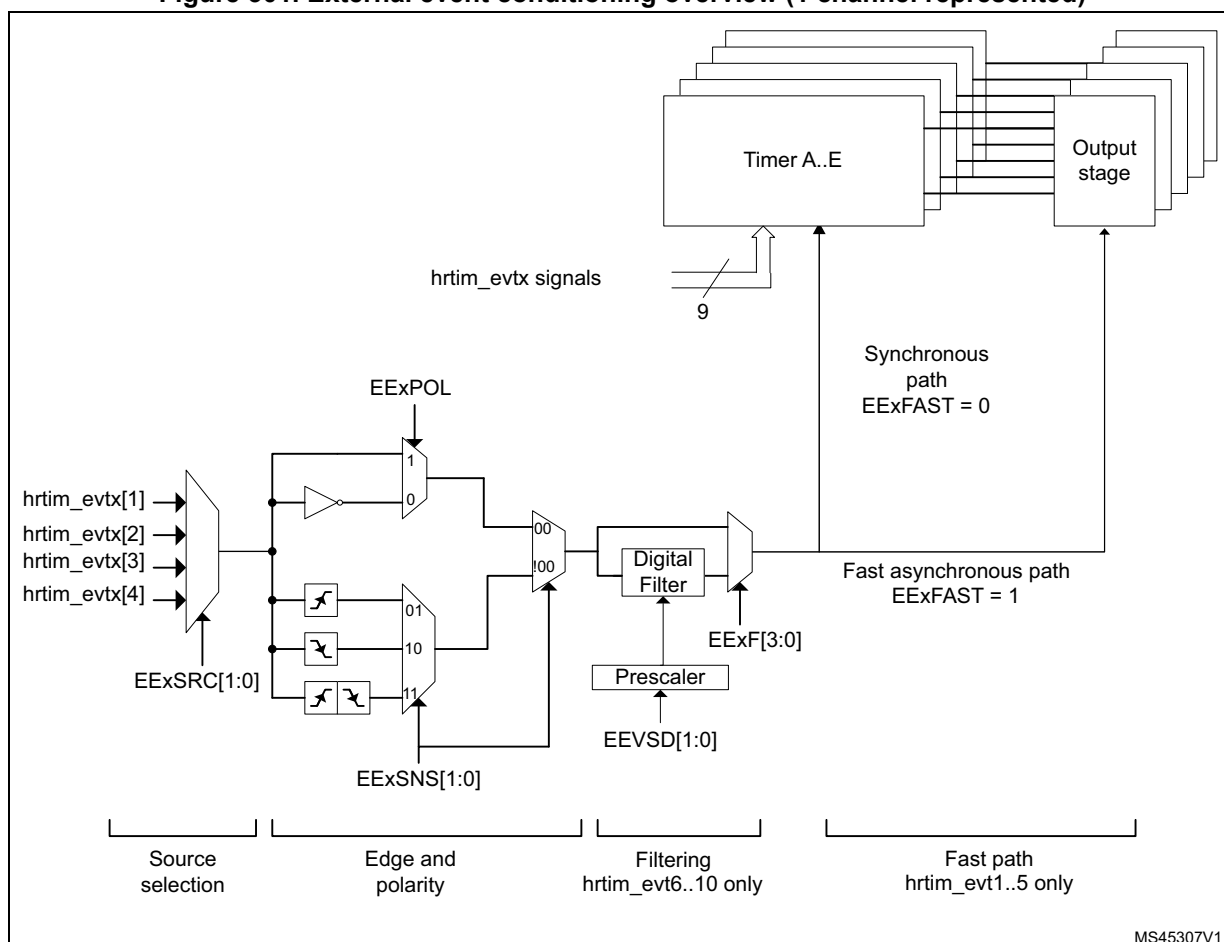 Timer A..E
Output
stage
hrtim_evtx signals
9
Synchronous
path
EExFAST = 0
EExPOL
1
0
hrtim_evtx[1]
hrtim_evtx[2]
hrtim_evtx[3]
hrtim_evtx[4]
00
!00
Digital
Filter
Fast asynchronous path
EExFAST = 1
01
10
11
EExF[3:0]
EExSRC[1:0]
Prescaler
EEVSD[1:0]
EExSNS[1:0]
Source
selection
Edge and
polarity
Filtering
hrtim_evt6..10 only
Fast path
hrtim_evt1..5 only
MS45307V1